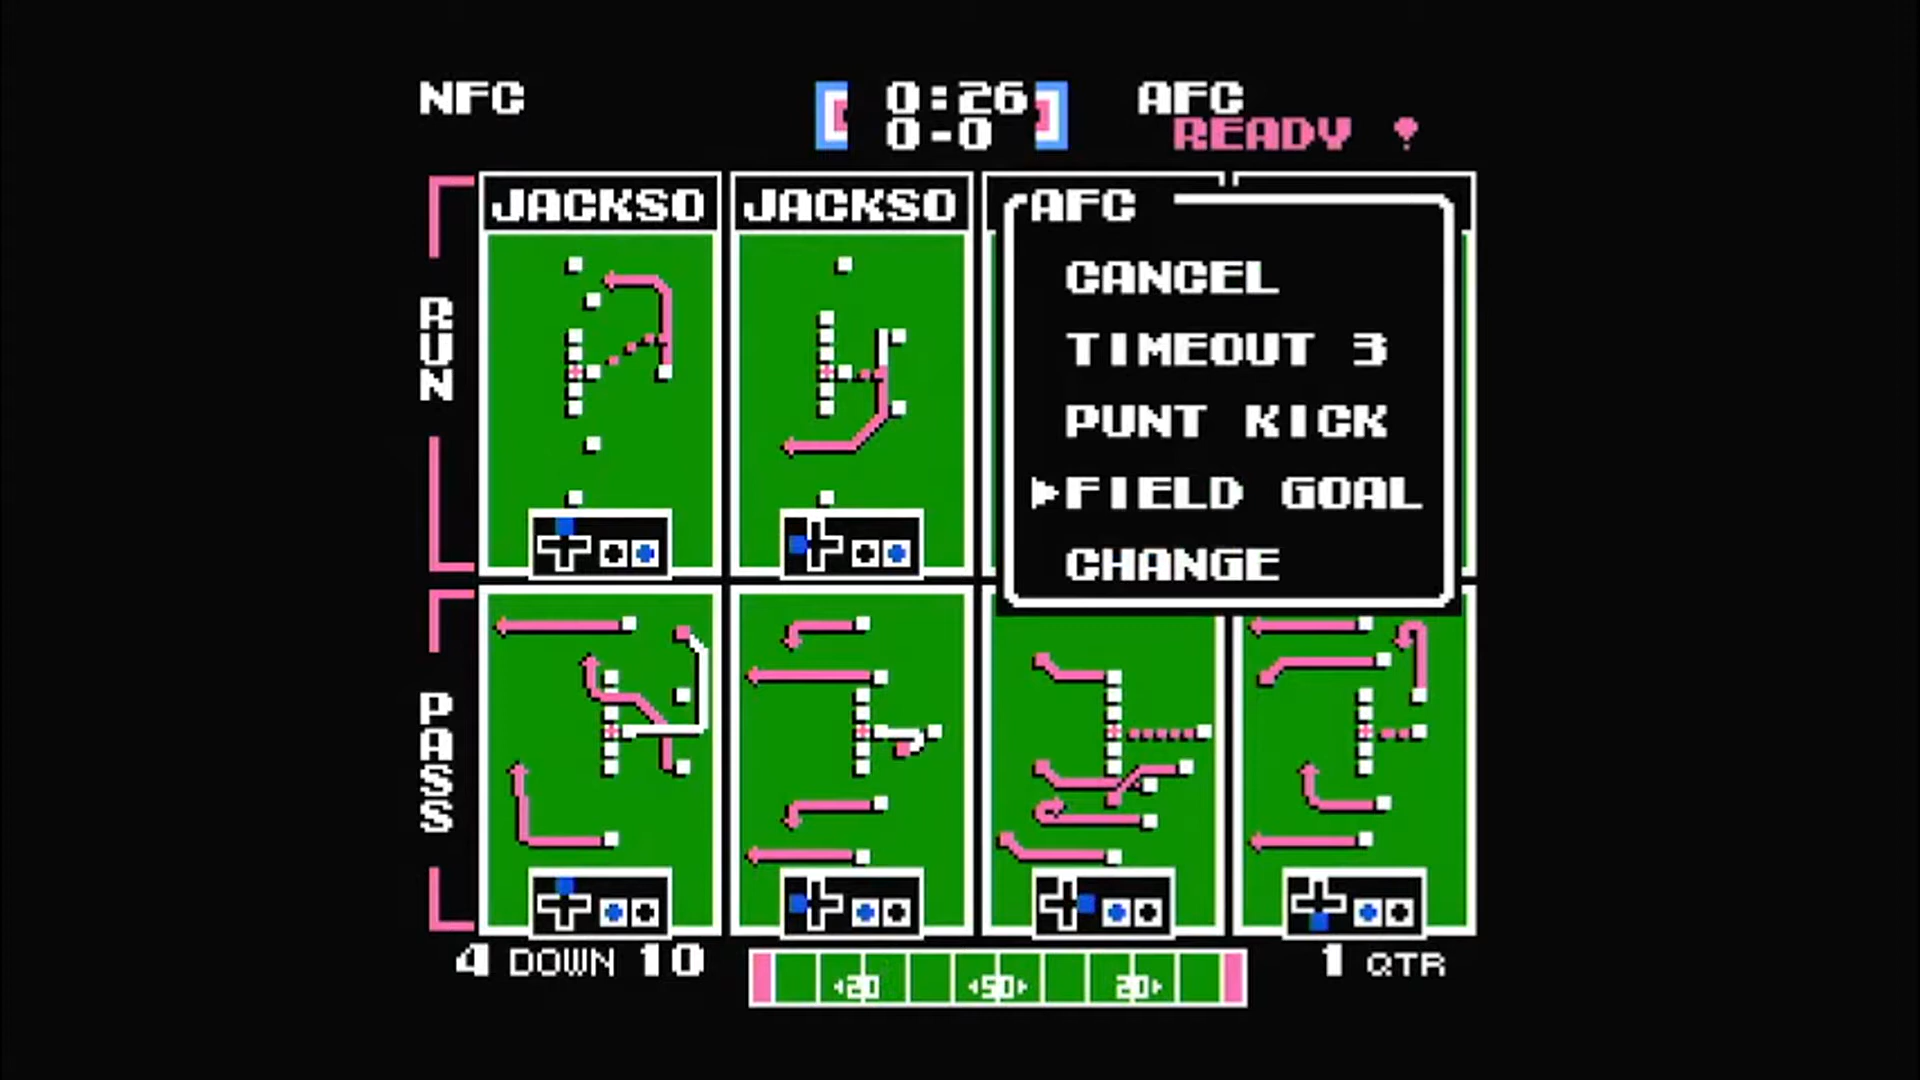 NFC 0:26 AFC
0-0 READY !
JACKSO JACKSO
AFC
CANCEL
TIMEOUT 3
PUNT KICK
FIELD GOAL
CHANGE
RUN
PASS
4 DOWN 10
20 50 20
1 QTR